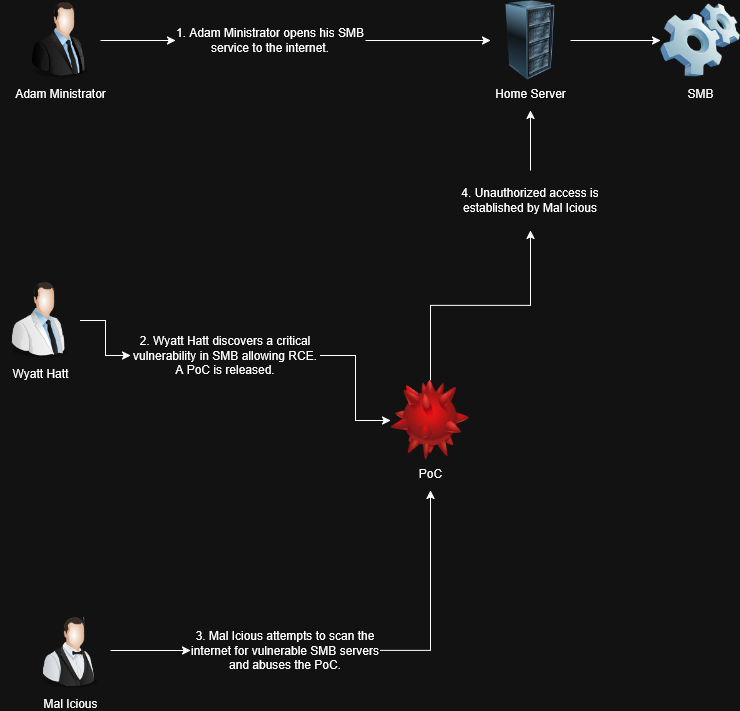 1. Adam Ministrator opens his SMB
service to the internet.
Adam Ministrator
Home Server
SMB
4. Unauthorized access is
established by Mal Icious
2. Wyatt Hatt discovers a critical
vulnerability in SMB allowing RCE.
A PoC is released.
Wyatt Hatt
PoC
3. Mal Icious attempts to scan the
internet for vulnerable SMB servers
and abuses the PoC.
Mal Icious